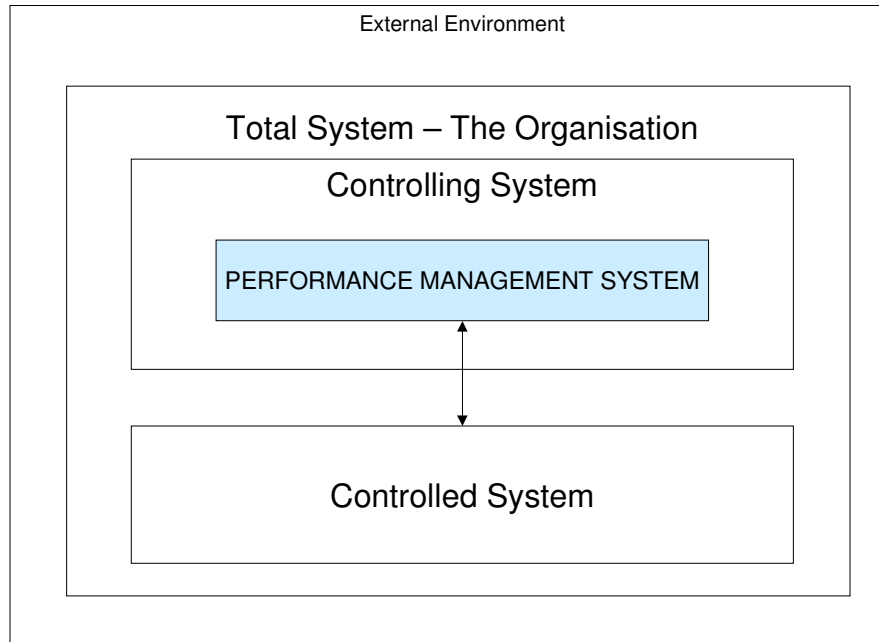 External Environment
Total System – The Organisation
Controlling System
PERFORMANCE MANAGEMENT SYSTEM
Controlled System